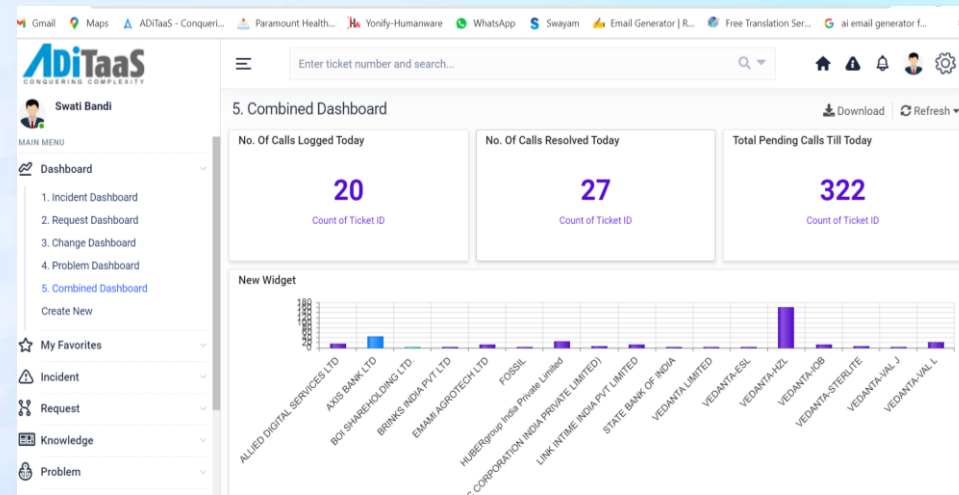 Gmail
Maps
ADiTaaS - Conqueri...
Paramount Health...
Yonify-Humanware
WhatsApp
Swayam
Email Generator | R...
Free Translation Ser...
ai email generator f...
ADiTaaS
CONQUERING COMPLEXITY
Enter ticket number and search...
Swati Bandi
MAIN MENU
Dashboard
1. Incident Dashboard
2. Request Dashboard
3. Change Dashboard
4. Problem Dashboard
5. Combined Dashboard
Create New
My Favorites
Incident
Request
Knowledge
Problem
5. Combined Dashboard
Download
Refresh
No. Of Calls Logged Today
20
Count of Ticket ID
No. Of Calls Resolved Today
27
Count of Ticket ID
Total Pending Calls Till Today
322
Count of Ticket ID
New Widget
180
0
ALLIED DIGITAL SERVICES LTD
AXIS BANK LTD
BOI SHAREHOLDING LTD.
BRINKS INDIA PVT LTD
EMAMI AGROTECH LTD
FOSSIL
HUBERgroup India Private Limited
CORPORATION INDIA PRIVATE LIMITED)
LINK INTIME INDIA PVT LIMITED
STATE BANK OF INDIA
VEDANTA LIMITED
VEDANTA-ESL
VEDANTA-HZL
VEDANTA-IOB
VEDANTA-STERLITE
VEDANTA-VAL J
VEDANTA-VAL L